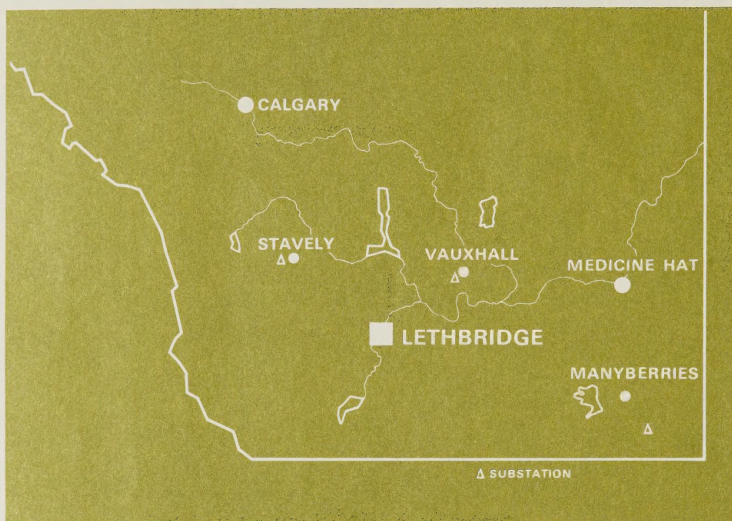 CALGARY
STAVELY
VAUXHALL
MEDICINE HAT
LETHBRIDGE
MANYBERRIES
Δ SUBSTATION